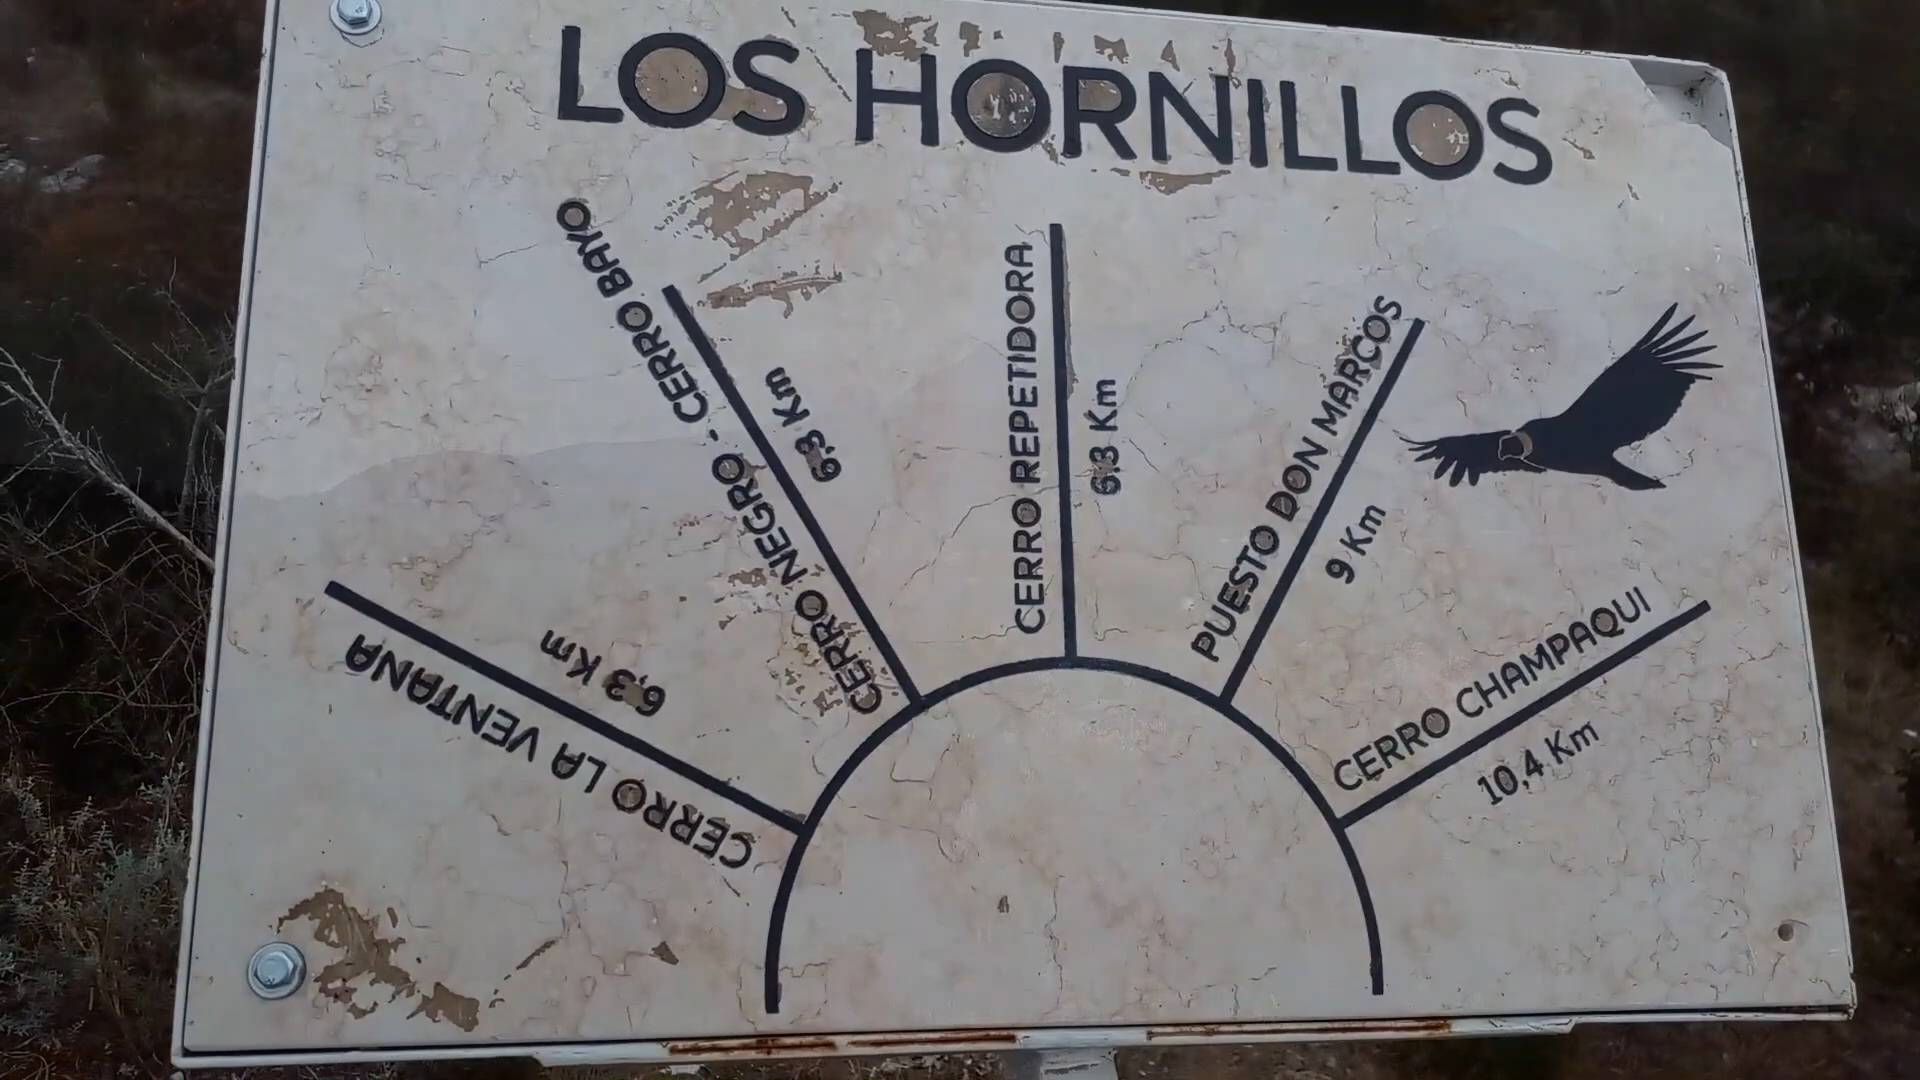 LOS HORNILLOS
CERRO LA VENTANA
6,3 Km
CERRO NEGRO - CERRO BAYO
6,3 Km
CERRO REPETIDORA
6,3 Km
PUESTO DON MARCOS
9 Km
CERRO CHAMPAQUI
10,4 Km